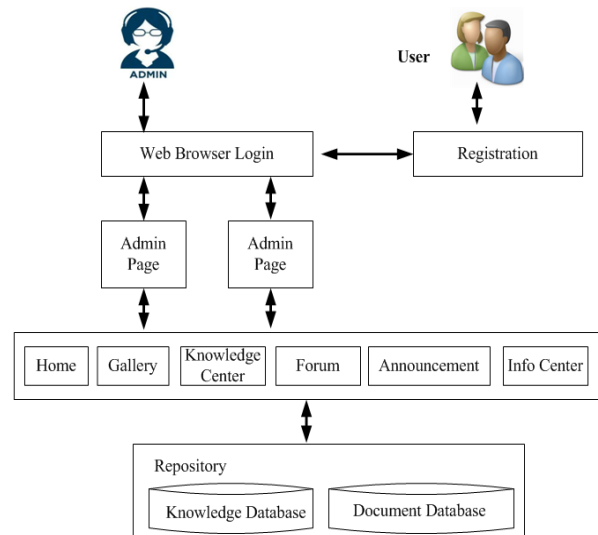 ADMIN
User
Web Browser Login
Registration
Admin
Page
Admin
Page
Home
Gallery
Knowledge
Center
Forum
Announcement
Info Center
Repository
Knowledge Database
Document Database